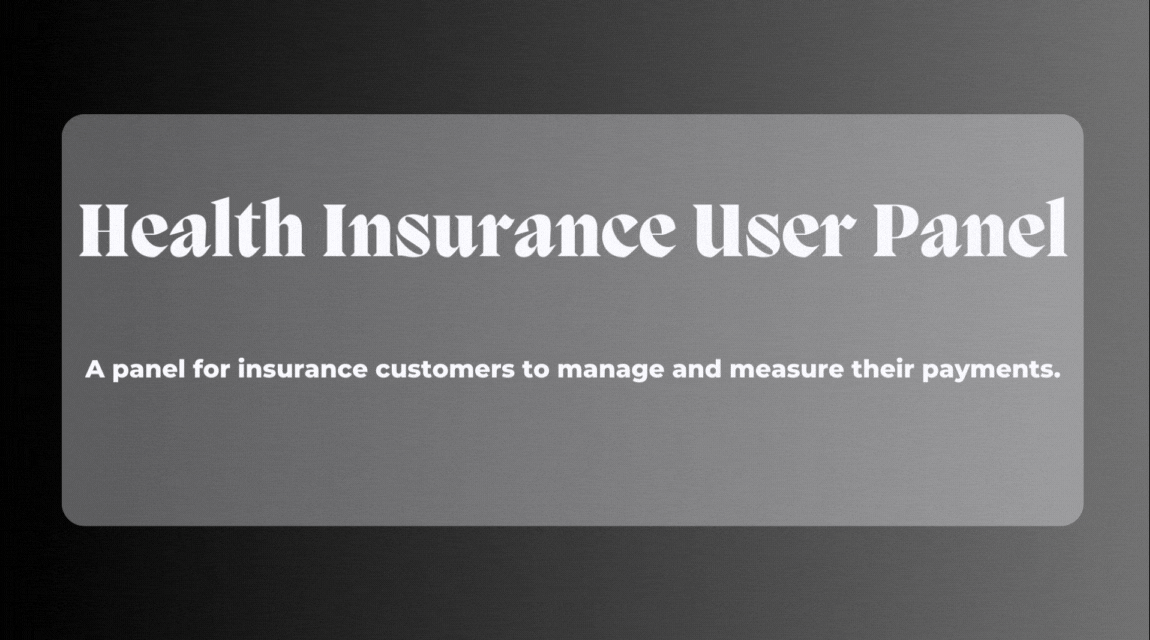 Health Insurance User Panel
A panel for insurance customers to manage and measure their payments.